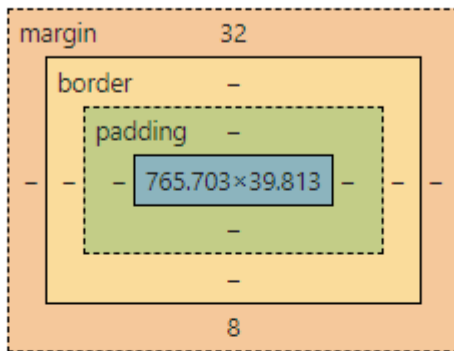 margin 32
border –
padding –
– – – 765.703×39.813 – – –
–
–
8